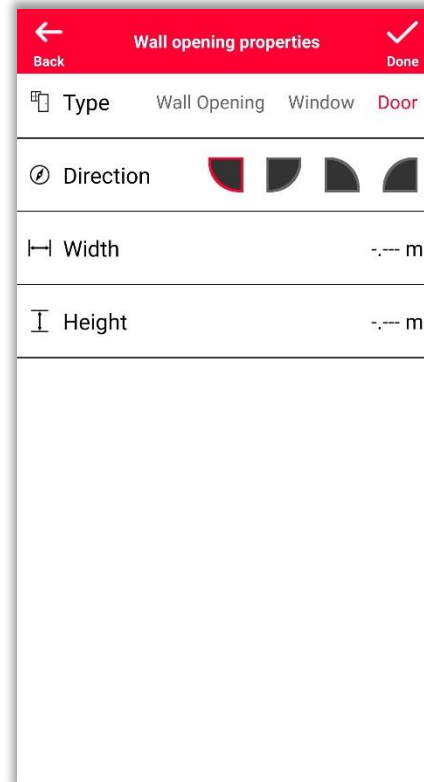 Wall opening properties
Back
Done
Type Wall Opening Window Door
Direction
Width -.--- m
Height -.--- m